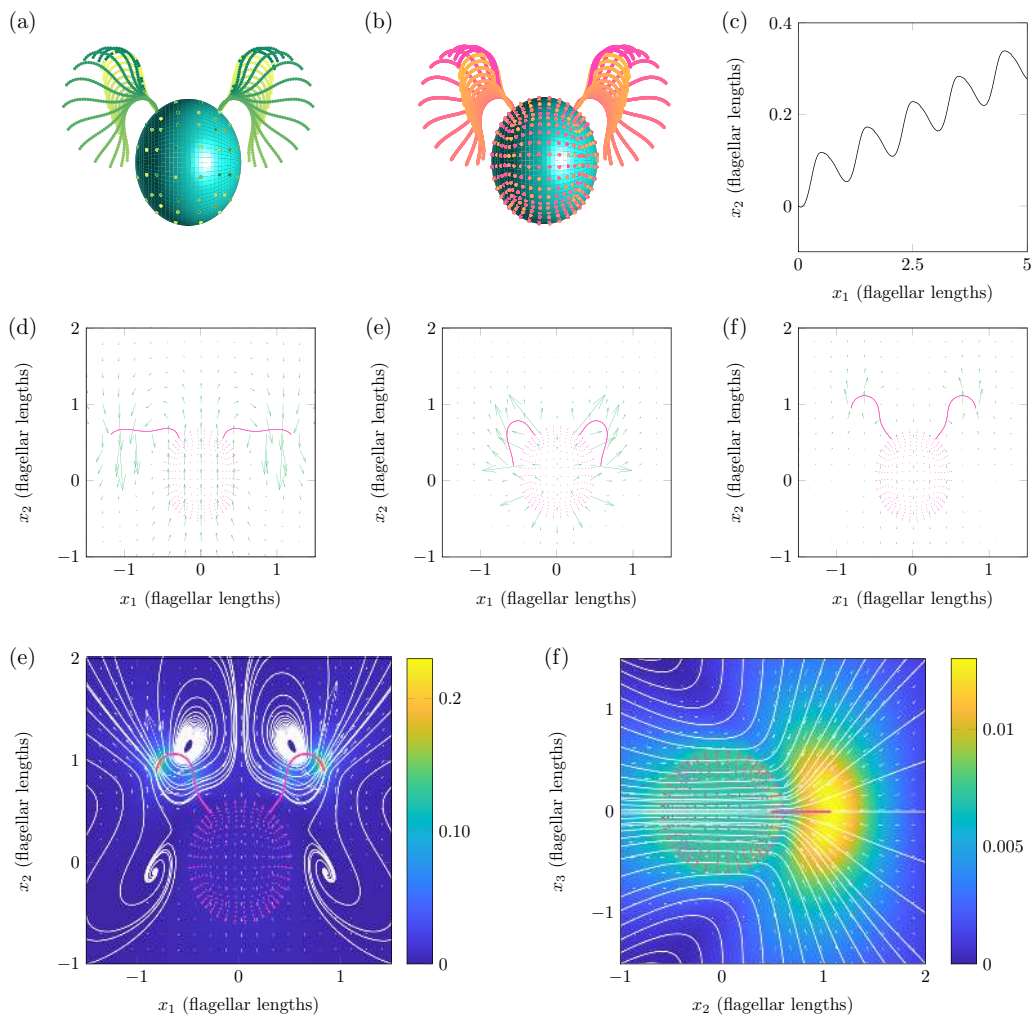 (a)
(b)
(c)
0.4
0.2
0
x₂ (flagellar lengths)
0
2.5
5
x₁ (flagellar lengths)
(d)
2
1
0
−1
x₂ (flagellar lengths)
−1
0
1
x₁ (flagellar lengths)
(e)
2
1
0
−1
x₂ (flagellar lengths)
−1
0
1
x₁ (flagellar lengths)
(f)
2
1
0
−1
x₂ (flagellar lengths)
−1
0
1
x₁ (flagellar lengths)
(e)
2
1
0
−1
x₂ (flagellar lengths)
−1
0
1
x₁ (flagellar lengths)
0.2
0.10
0
(f)
1
0
−1
x₃ (flagellar lengths)
−1
0
1
2
x₂ (flagellar lengths)
0.01
0.005
0